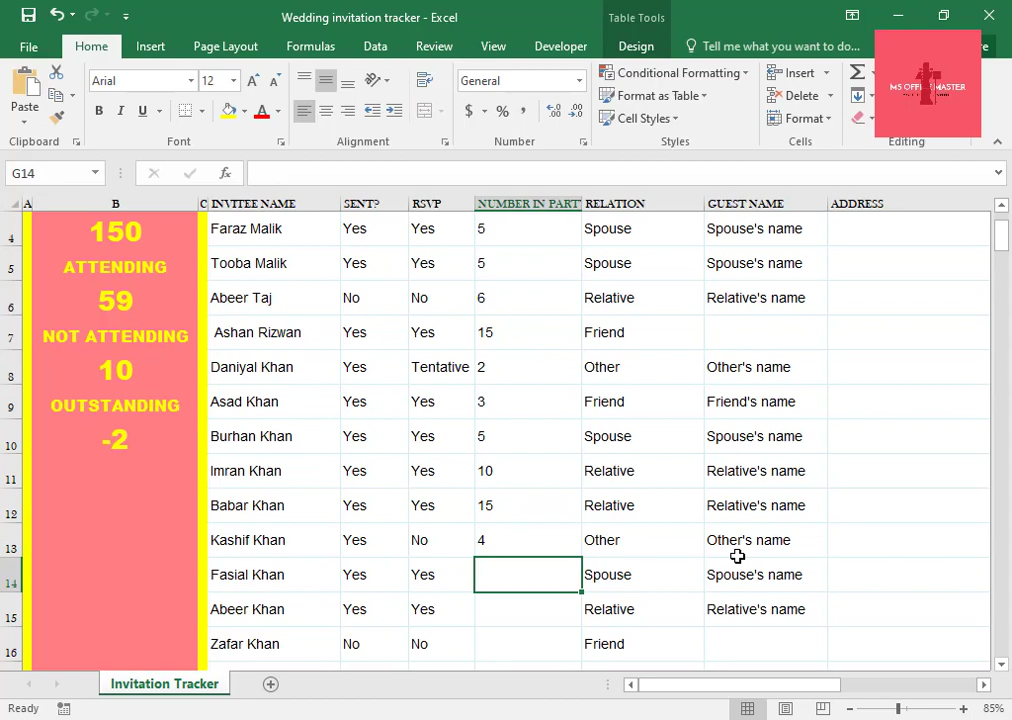 Wedding invitation tracker - Excel
Table Tools
File
Home
Insert
Page Layout
Formulas
Data
Review
View
Developer
Design
Tell me what you want to do...
Paste
Arial
12
B I U
A A
Clipboard
Font
Alignment
General
$ % ,
Number
Conditional Formatting
Format as Table
Cell Styles
Styles
Insert
Delete
Format
Cells
Editing
G14
fx
A B C
INVITEE NAME SENT? RSVP NUMBER IN PART RELATION GUEST NAME ADDRESS
150
ATTENDING
59
NOT ATTENDING
10
OUTSTANDING
-2
4 Faraz Malik Yes Yes 5 Spouse Spouse's name
5 Tooba Malik Yes Yes 5 Spouse Spouse's name
6 Abeer Taj No No 6 Relative Relative's name
7 Ashan Rizwan Yes Yes 15 Friend
8 Daniyal Khan Yes Tentative 2 Other Other's name
9 Asad Khan Yes Yes 3 Friend Friend's name
10 Burhan Khan Yes Yes 5 Spouse Spouse's name
11 Imran Khan Yes Yes 10 Relative Relative's name
12 Babar Khan Yes Yes 15 Relative Relative's name
13 Kashif Khan Yes No 4 Other Other's name
14 Fasial Khan Yes Yes Spouse Spouse's name
15 Abeer Khan Yes Yes Relative Relative's name
16 Zafar Khan No No Friend
Invitation Tracker
Ready
85%